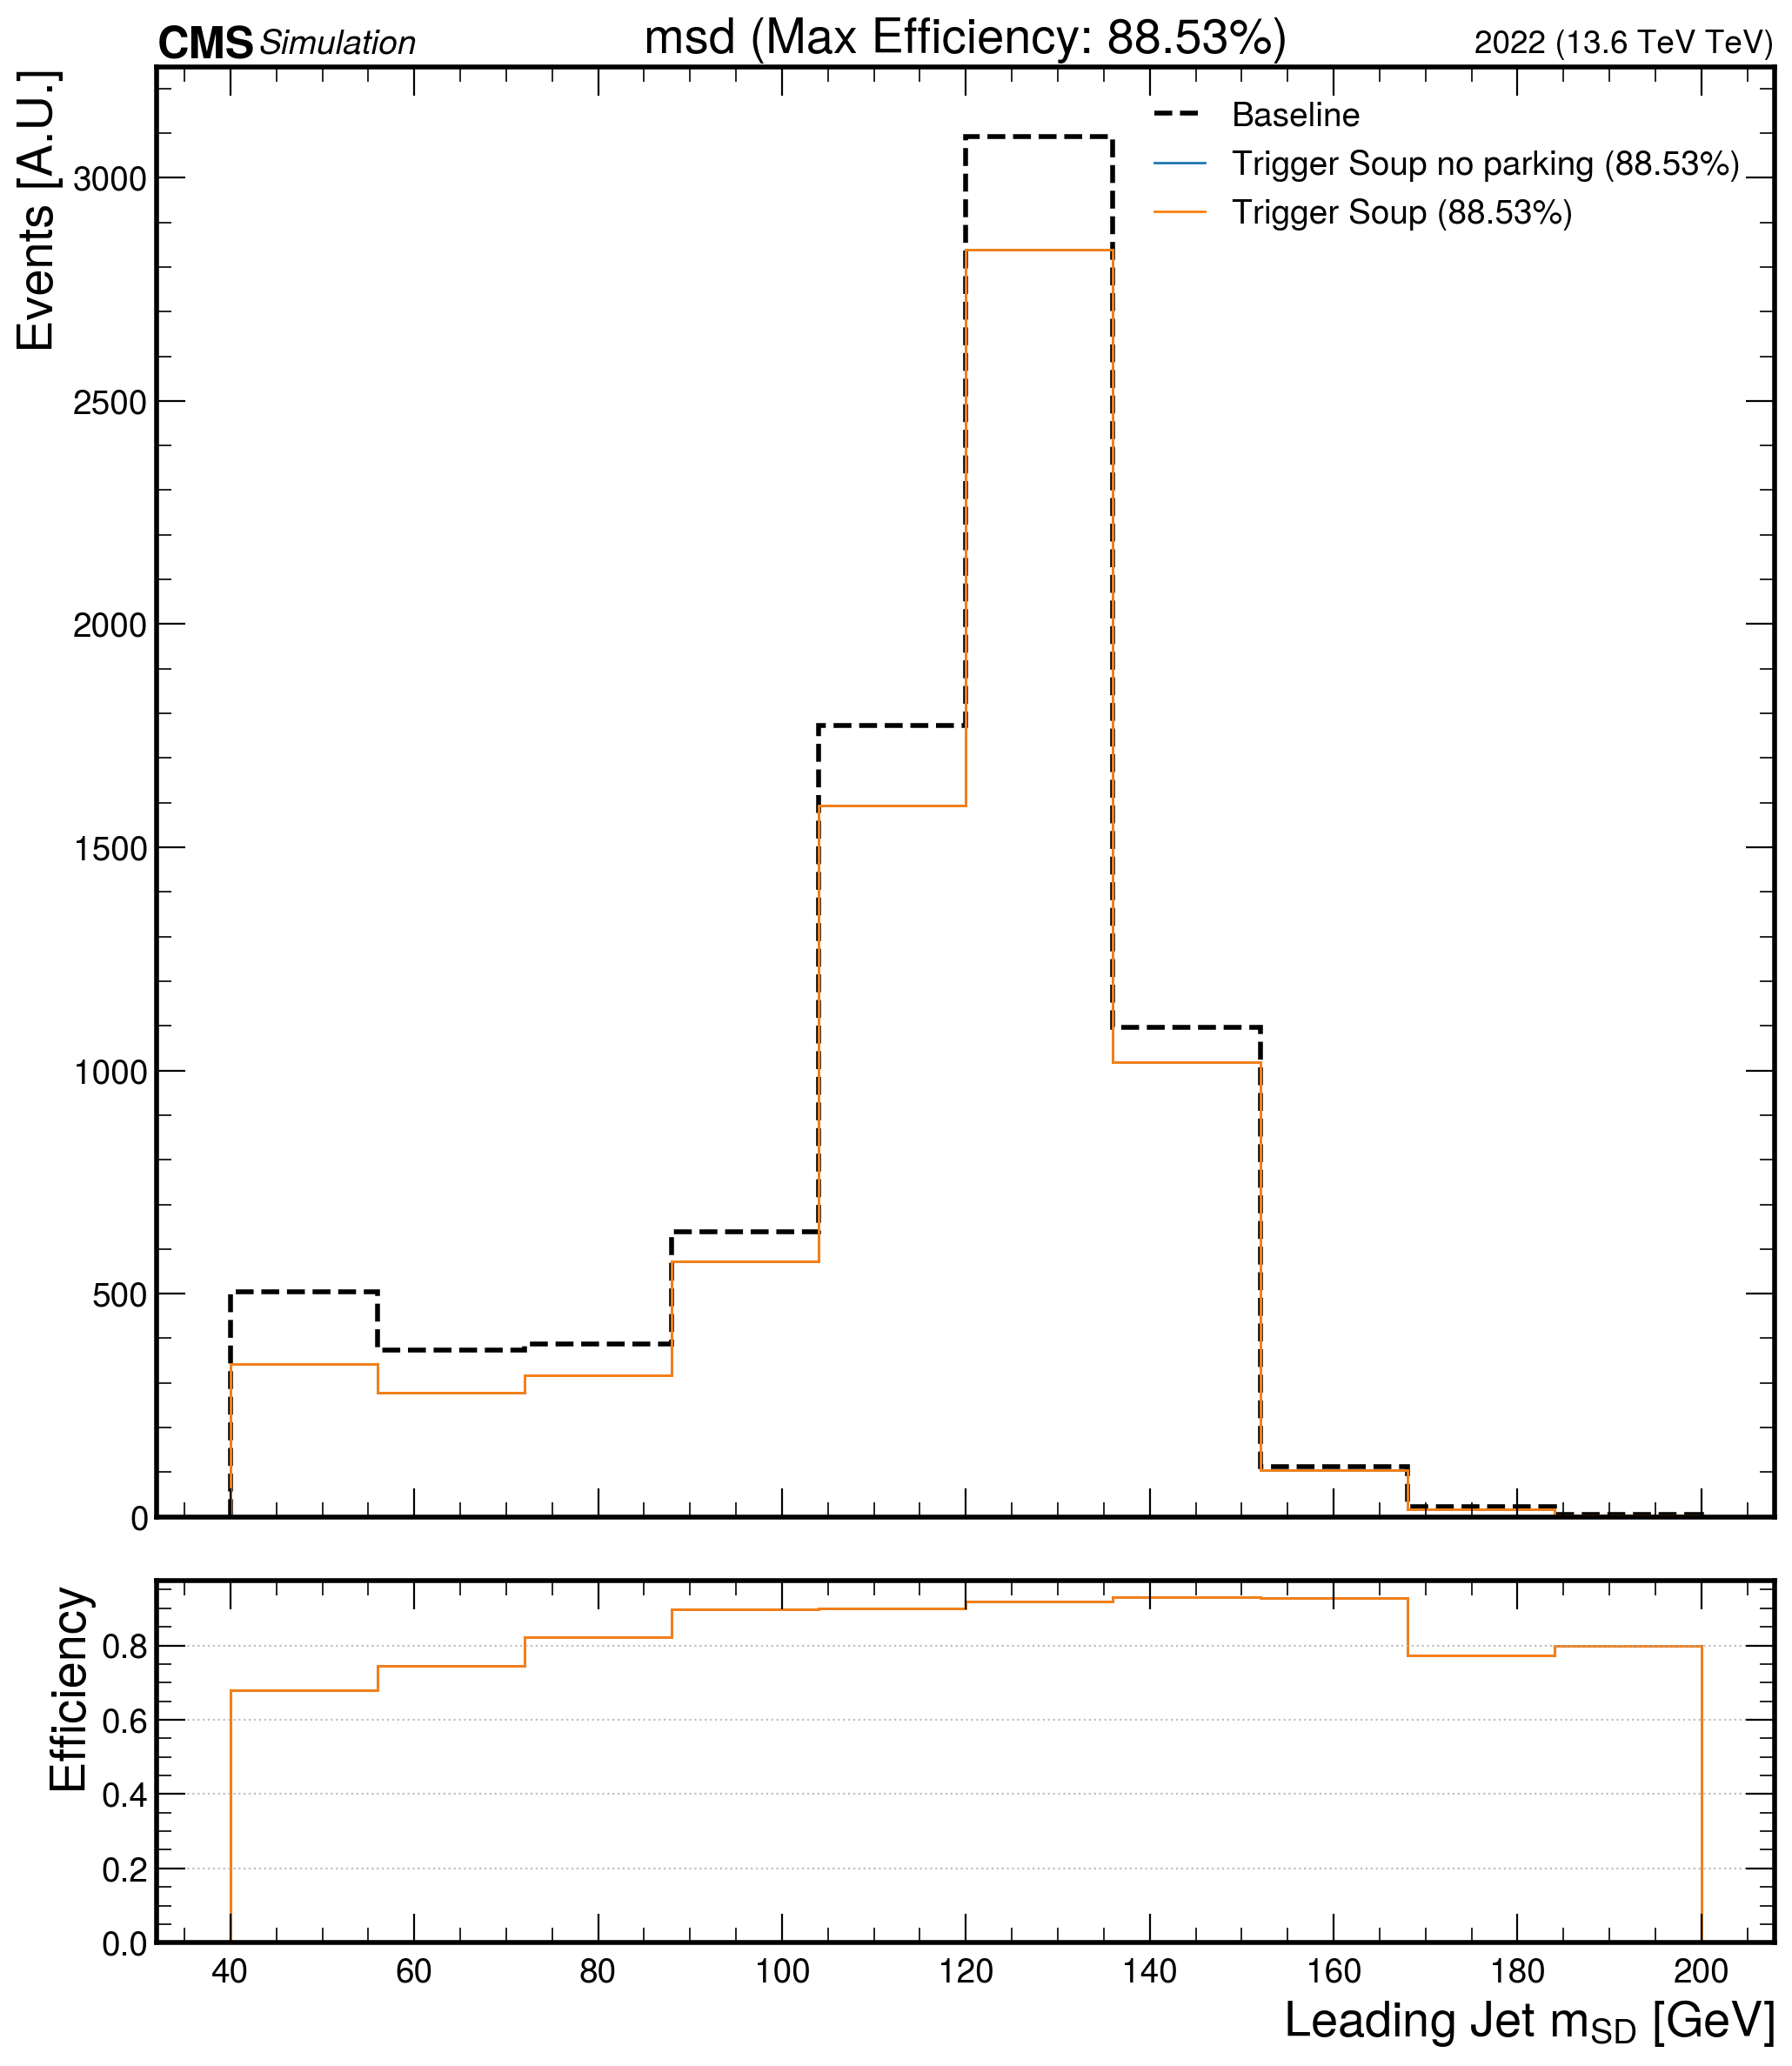 CMS Simulation
msd (Max Efficiency: 88.53%)
2022 (13.6 TeV TeV)
Events [A.U.]
Baseline
Trigger Soup no parking (88.53%)
Trigger Soup (88.53%)
3000
2500
2000
1500
1000
500
0
Efficiency
0.8
0.6
0.4
0.2
0.0
40 60 80 100 120 140 160 180 200
Leading Jet m_SD [GeV]